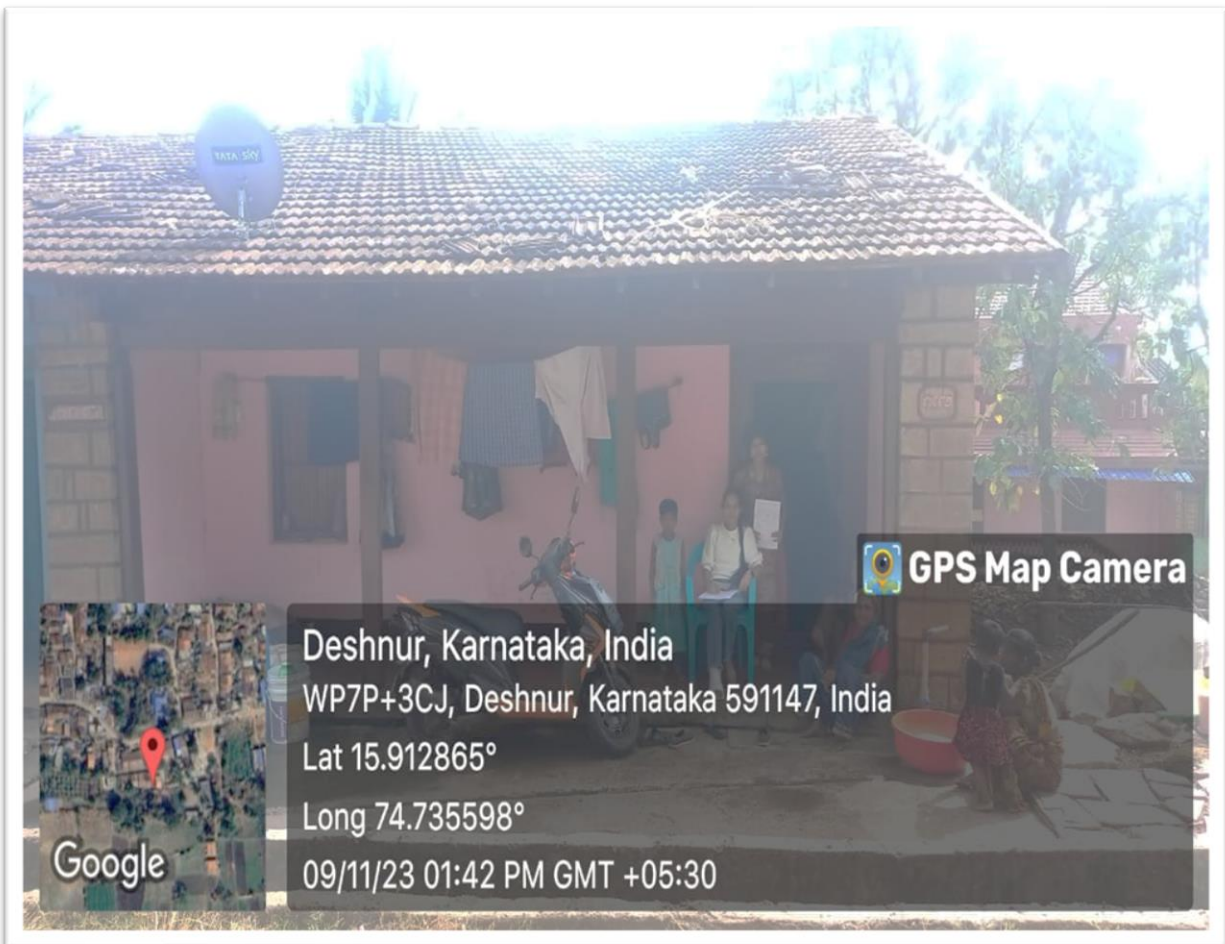 TATA SKY
GPS Map Camera
Deshnur, Karnataka, India
WP7P+3CJ, Deshnur, Karnataka 591147, India
Lat 15.912865°
Long 74.735598°
09/11/23 01:42 PM GMT +05:30
Google